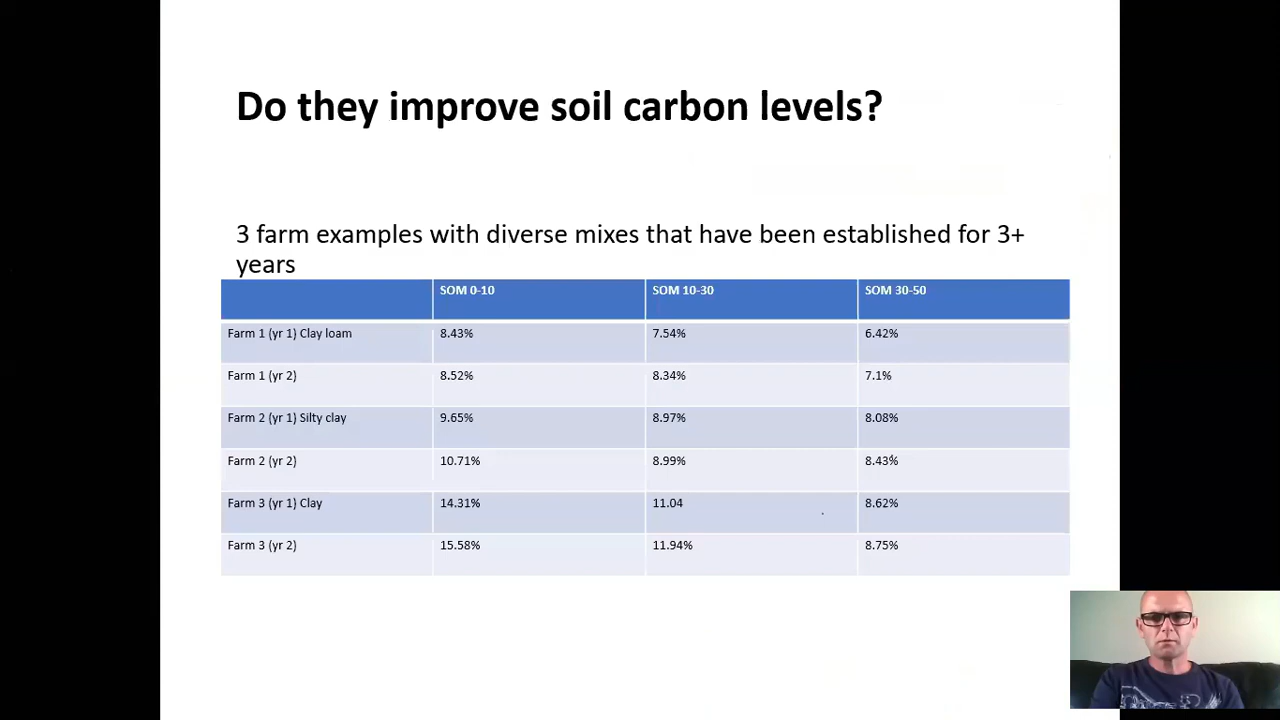 Do they improve soil carbon levels?
3 farm examples with diverse mixes that have been established for 3+
years
SOM 0-10 SOM 10-30 SOM 30-50
Farm 1 (yr 1) Clay loam 8.43% 7.54% 6.42%
Farm 1 (yr 2) 8.52% 8.34% 7.1%
Farm 2 (yr 1) Silty clay 9.65% 8.97% 8.08%
Farm 2 (yr 2) 10.71% 8.99% 8.43%
Farm 3 (yr 1) Clay 14.31% 11.04 8.62%
Farm 3 (yr 2) 15.58% 11.94% 8.75%